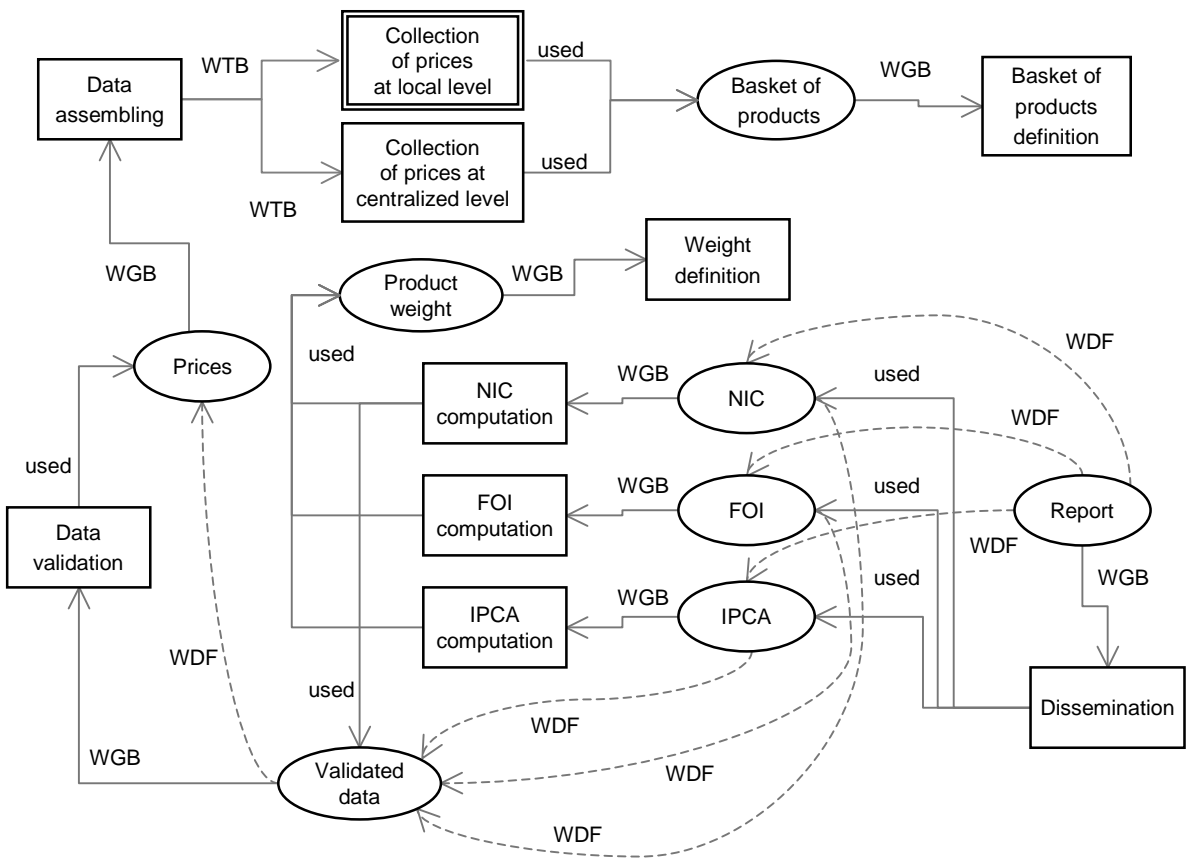 Collection
of prices
at local level
used
WTB
Data
assembling
WGB
Basket of
products
Basket of
products
definition
Collection
of prices at
centralized level
used
WTB
WGB
Product
weight
WGB
Weight
definition
used
Prices
WDF
NIC
computation
WGB
NIC
used
WDF
used
FOI
computation
WGB
FOI
used
Report
WDF
Data
validation
WGB
IPCA
computation
WGB
IPCA
used
WDF
used
Dissemination
WDF
WGB
Validated
data
WDF
WDF